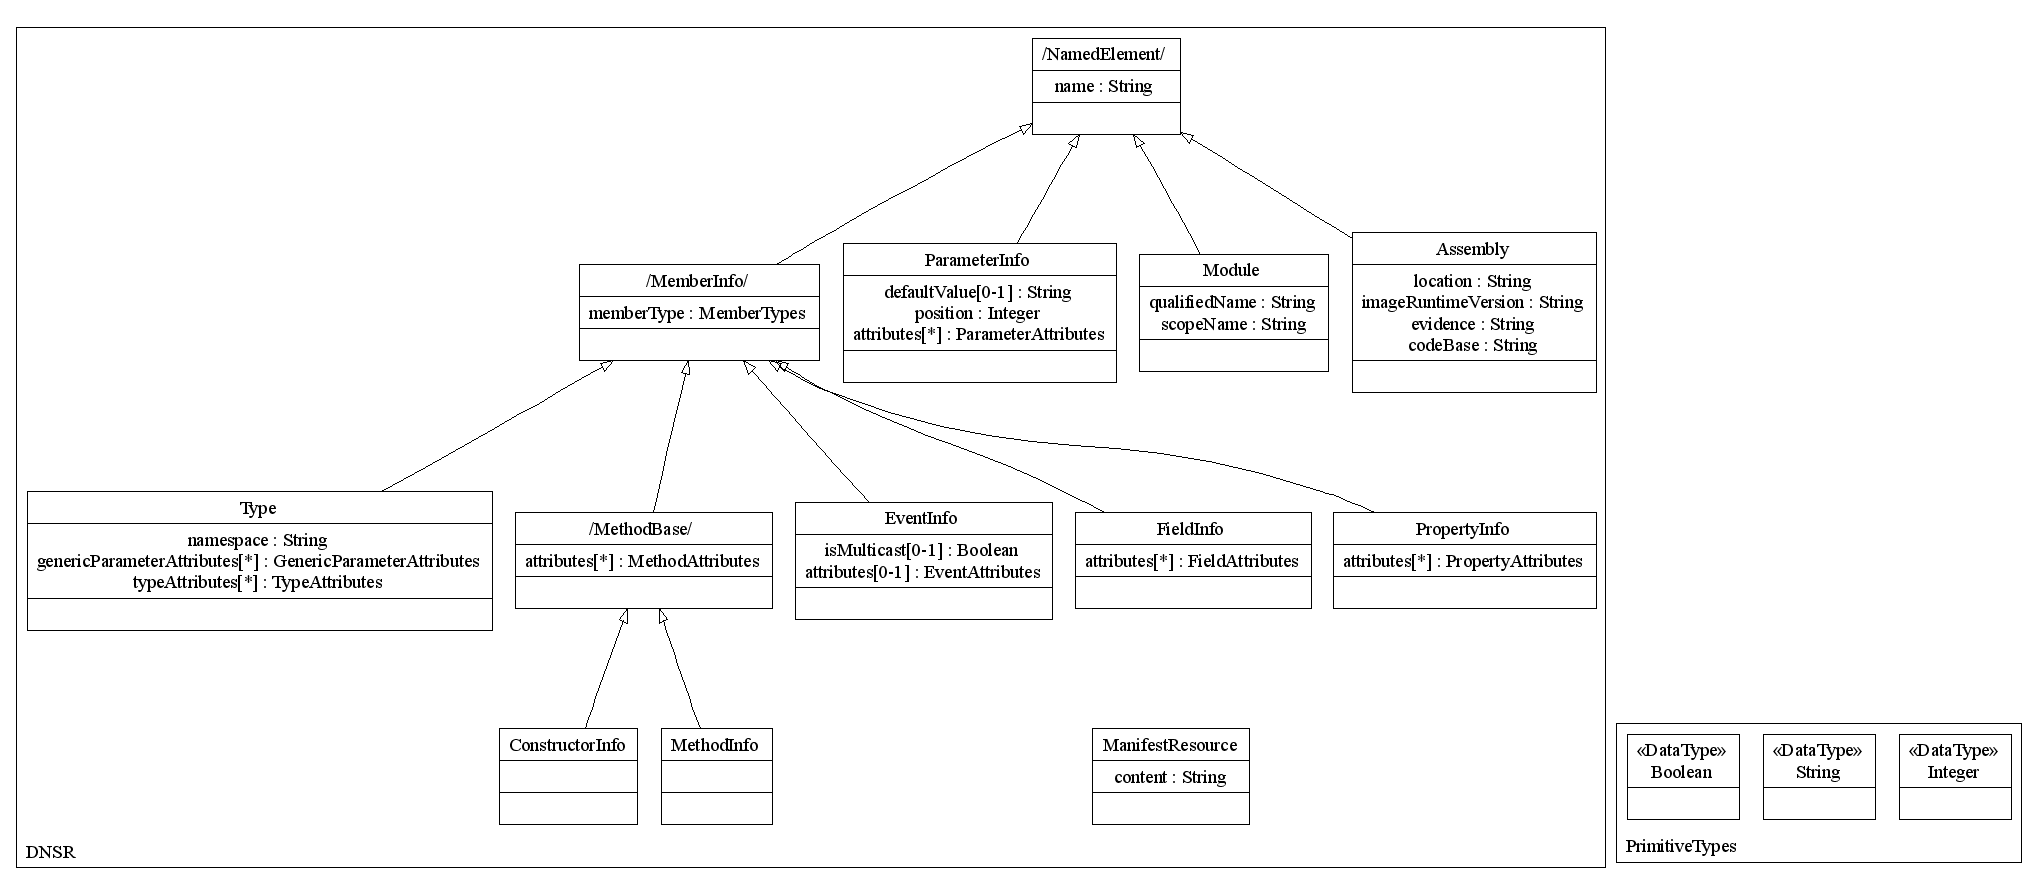 /NamedElement/
name : String
/MemberInfo/
memberType : MemberTypes
ParameterInfo
defaultValue[0-1] : String
position : Integer
attributes[*] : ParameterAttributes
Module
qualifiedName : String
scopeName : String
Assembly
location : String
imageRuntimeVersion : String
evidence : String
codeBase : String
Type
namespace : String
genericParameterAttributes[*] : GenericParameterAttributes
typeAttributes[*] : TypeAttributes
/MethodBase/
attributes[*] : MethodAttributes
EventInfo
isMulticast[0-1] : Boolean
attributes[0-1] : EventAttributes
FieldInfo
attributes[*] : FieldAttributes
PropertyInfo
attributes[*] : PropertyAttributes
ConstructorInfo
MethodInfo
ManifestResource
content : String
DNSR
«DataType»
Boolean
«DataType»
String
«DataType»
Integer
PrimitiveTypes